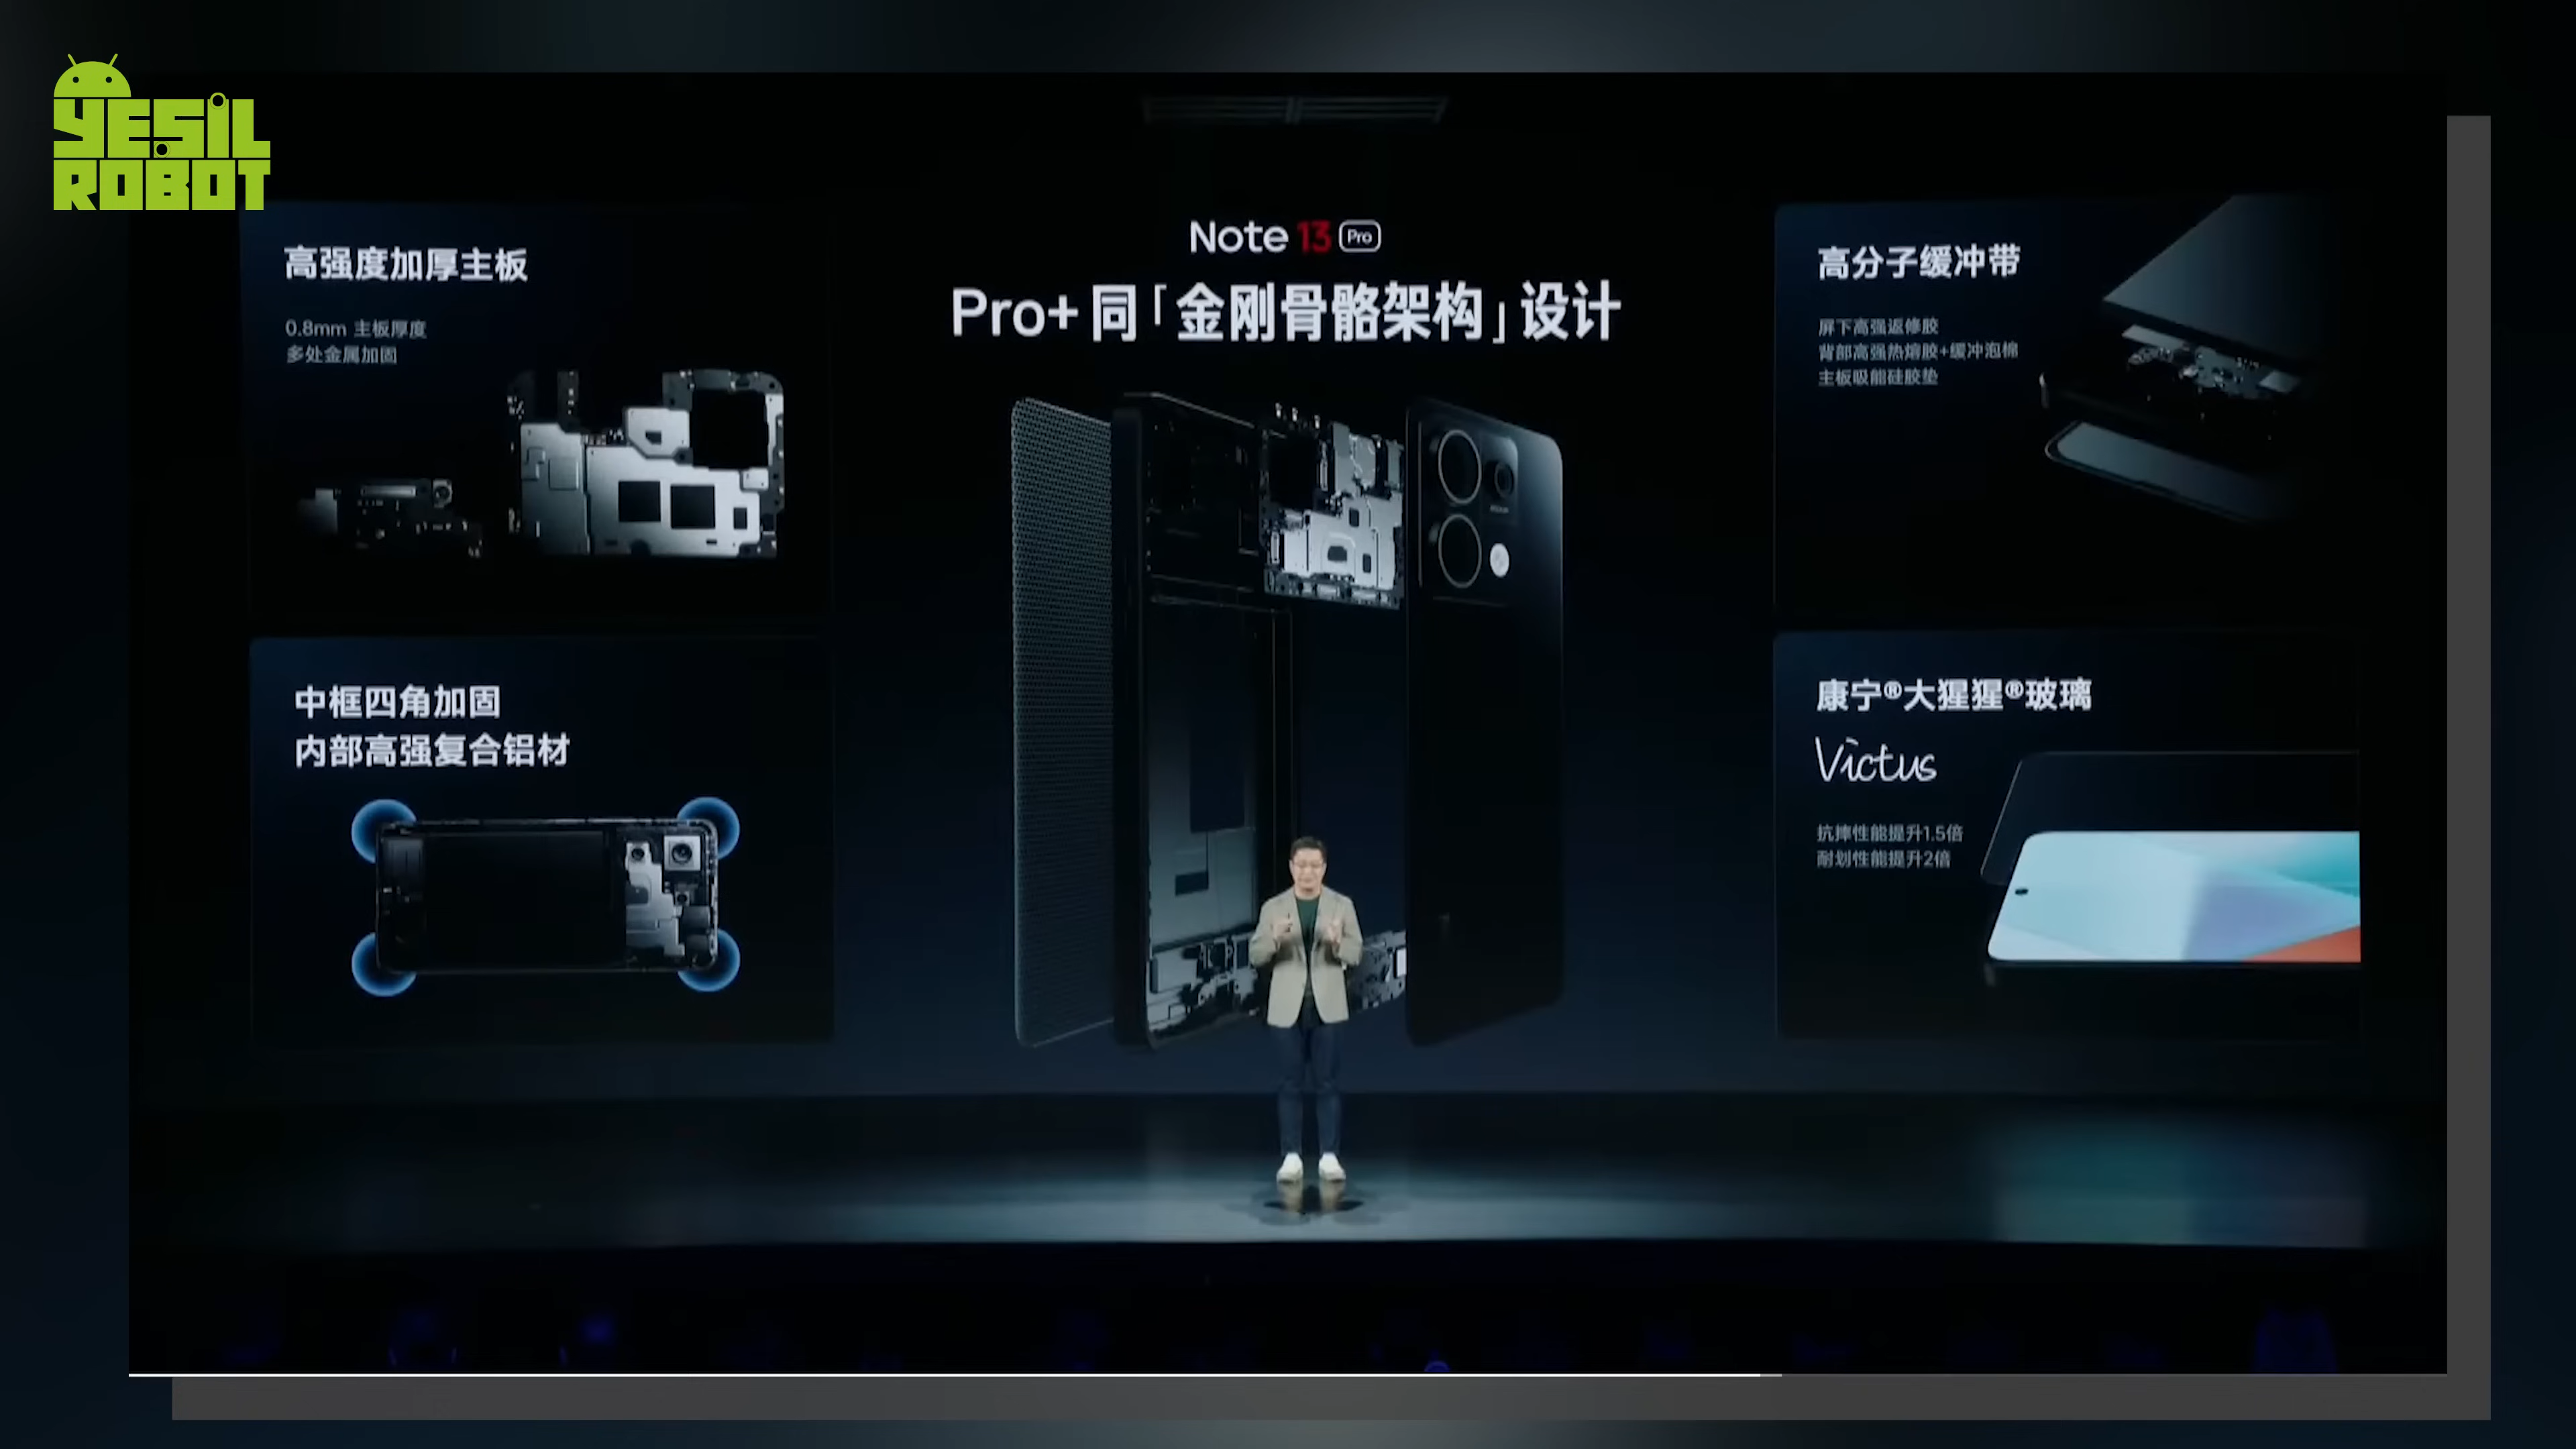 YESİL
ROBOT
Note 13 Pro
Pro+ 同「金刚骨骼架构」设计
高强度加厚主板
0.8mm 主板厚度
多处金属加固
中框四角加固
内部高强复合铝材
高分子缓冲带
屏下高强返修胶
背部高强热熔胶+缓冲泡棉
主板吸能硅胶垫
康宁®大猩猩®玻璃
Victus
抗摔性能提升1.5倍
耐划性能提升2倍